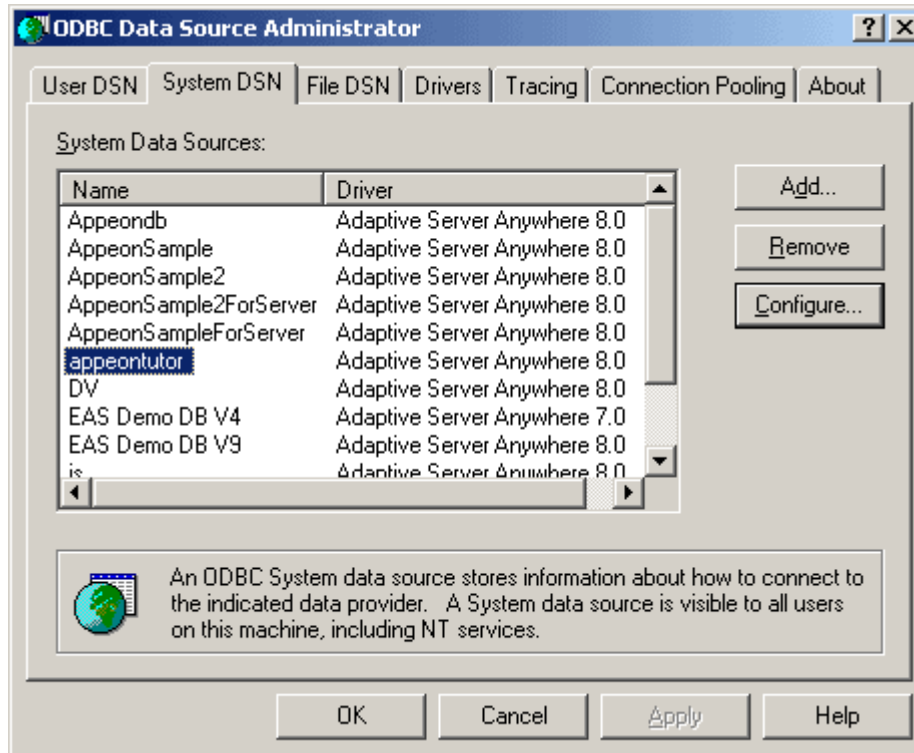 ODBC Data Source Administrator
User DSN System DSN File DSN Drivers Tracing Connection Pooling About
System Data Sources:
Name Driver
Appeondb Adaptive Server Anywhere 8.0
AppeonSample Adaptive Server Anywhere 8.0
AppeonSample2 Adaptive Server Anywhere 8.0
AppeonSample2ForServer Adaptive Server Anywhere 8.0
AppeonSampleForServer Adaptive Server Anywhere 8.0
appeontutor Adaptive Server Anywhere 8.0
DV Adaptive Server Anywhere 8.0
EAS Demo DB V4 Adaptive Server Anywhere 7.0
EAS Demo DB V9 Adaptive Server Anywhere 8.0
is Adaptive Server Anywhere 8.0
Add...
Remove
Configure...
An ODBC System data source stores information about how to connect to
the indicated data provider. A System data source is visible to all users
on this machine, including NT services.
OK Cancel Apply Help